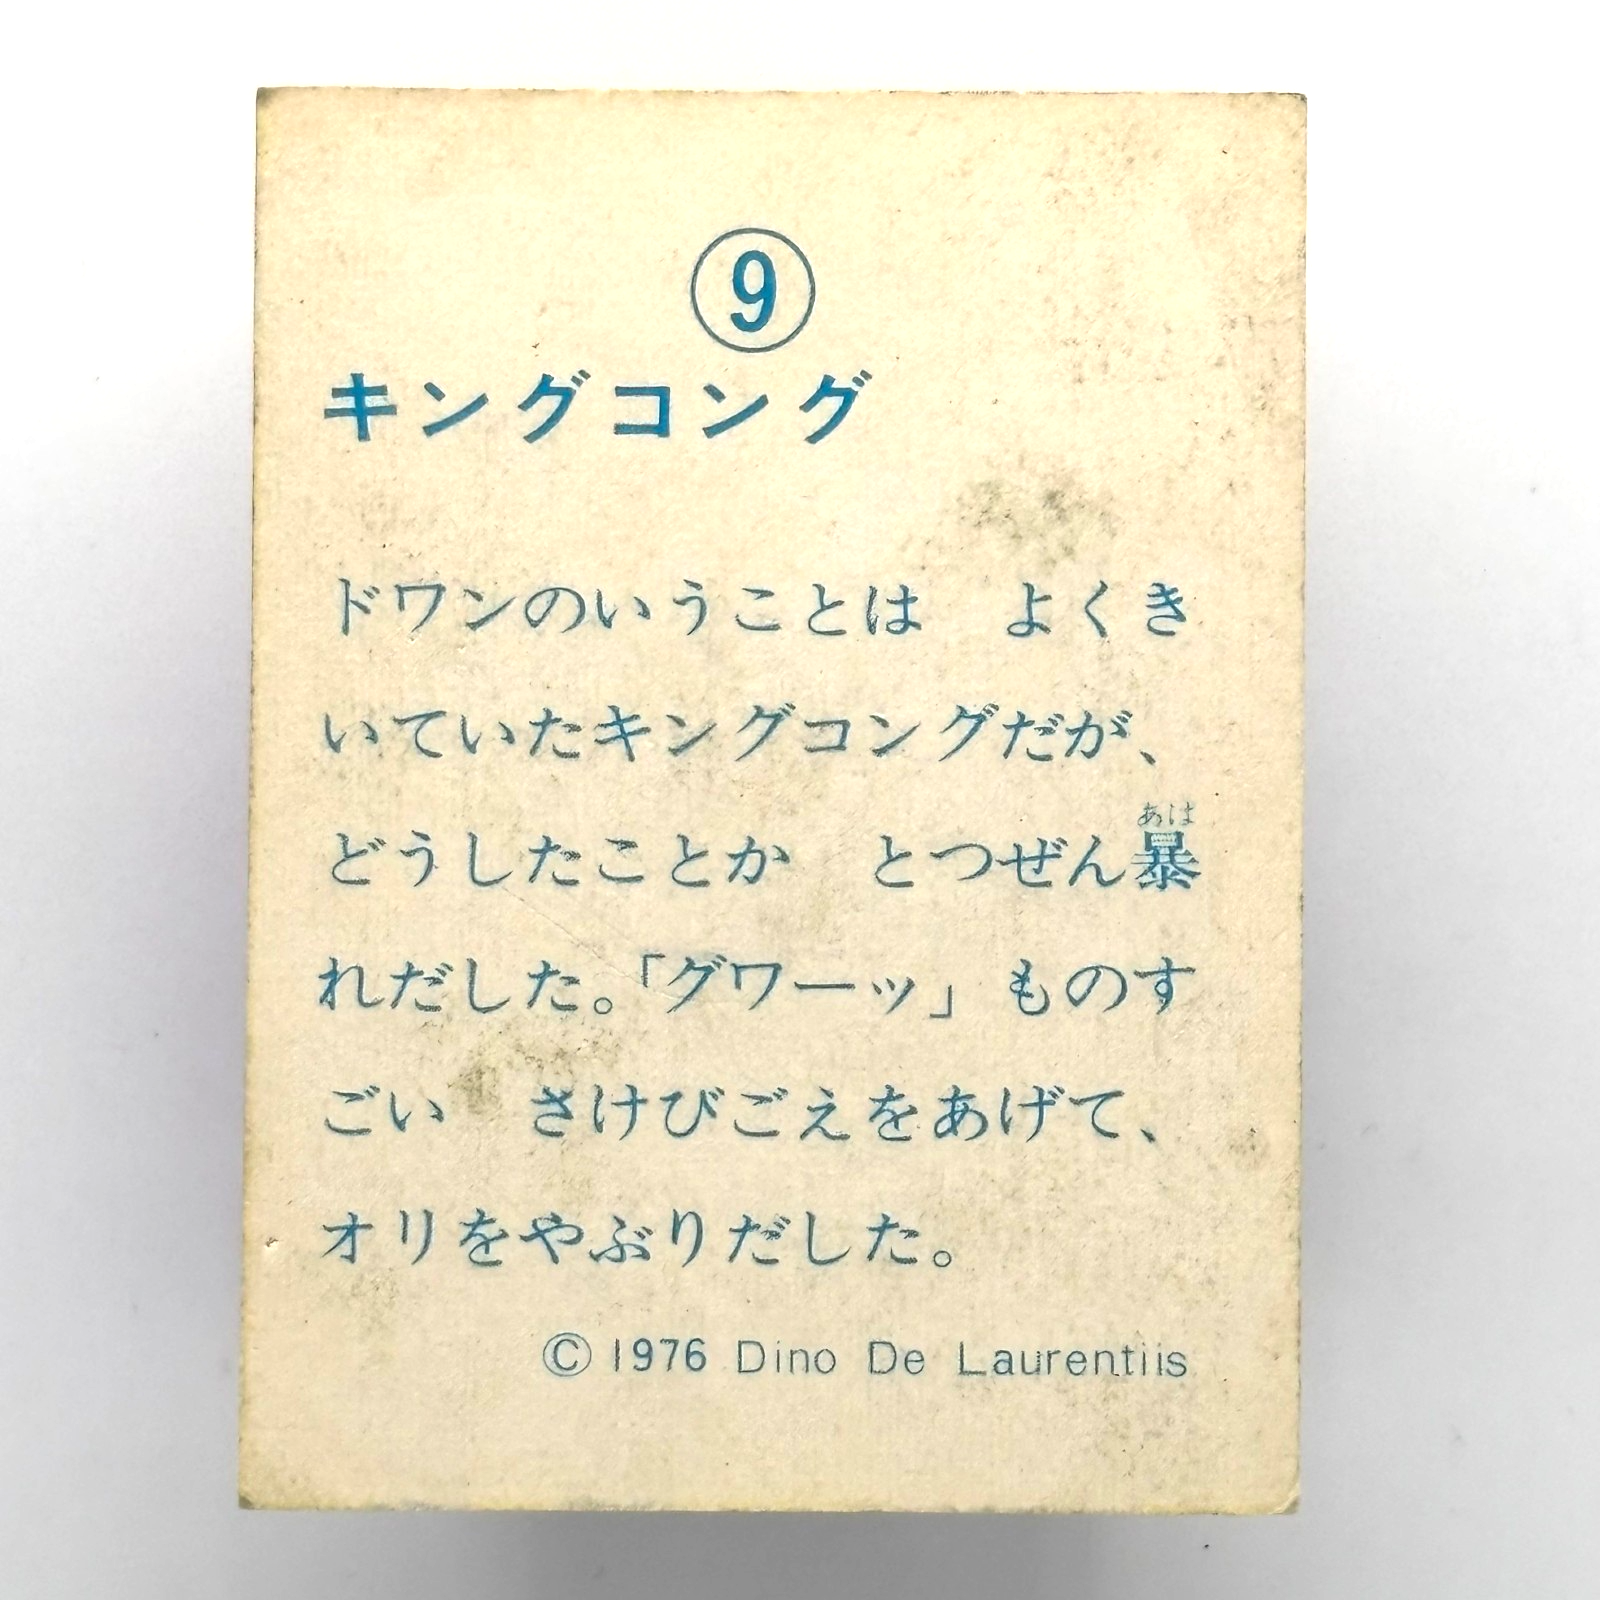 9
キングコング
ドワンのいうことは　よくき
いていたキングコングだが、
どうしたことか　とつぜん暴
あば
れだした。「グワーッ」ものす
ごい　さけびごえをあげて、
オリをやぶりだした。
©1976 Dino De Laurentiis